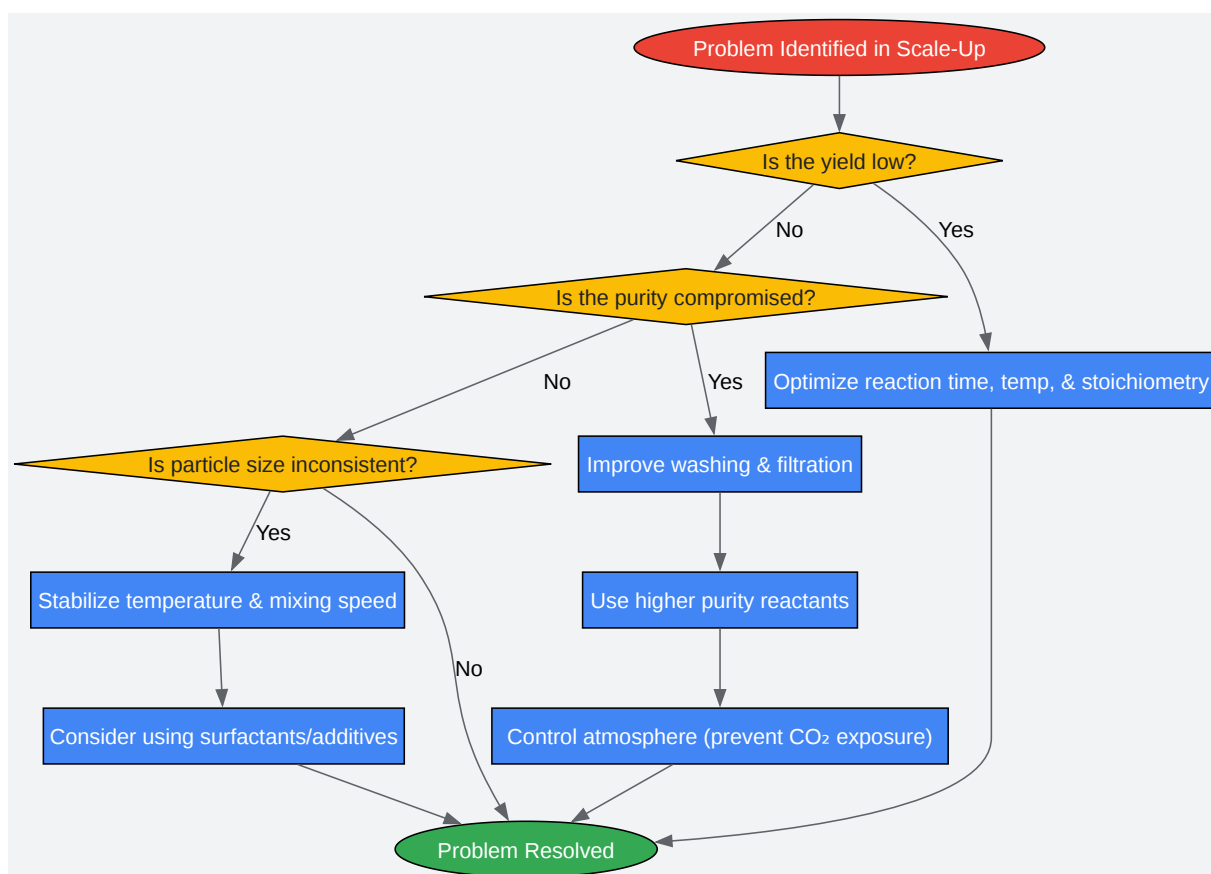 Problem Identified in Scale-Up
Is the yield low?
No
Yes
Is the purity compromised?
Optimize reaction time, temp, & stoichiometry
No
Yes
Is particle size inconsistent?
Improve washing & filtration
Yes
Stabilize temperature & mixing speed
Use higher purity reactants
No
Consider using surfactants/additives
Control atmosphere (prevent CO₂ exposure)
Problem Resolved